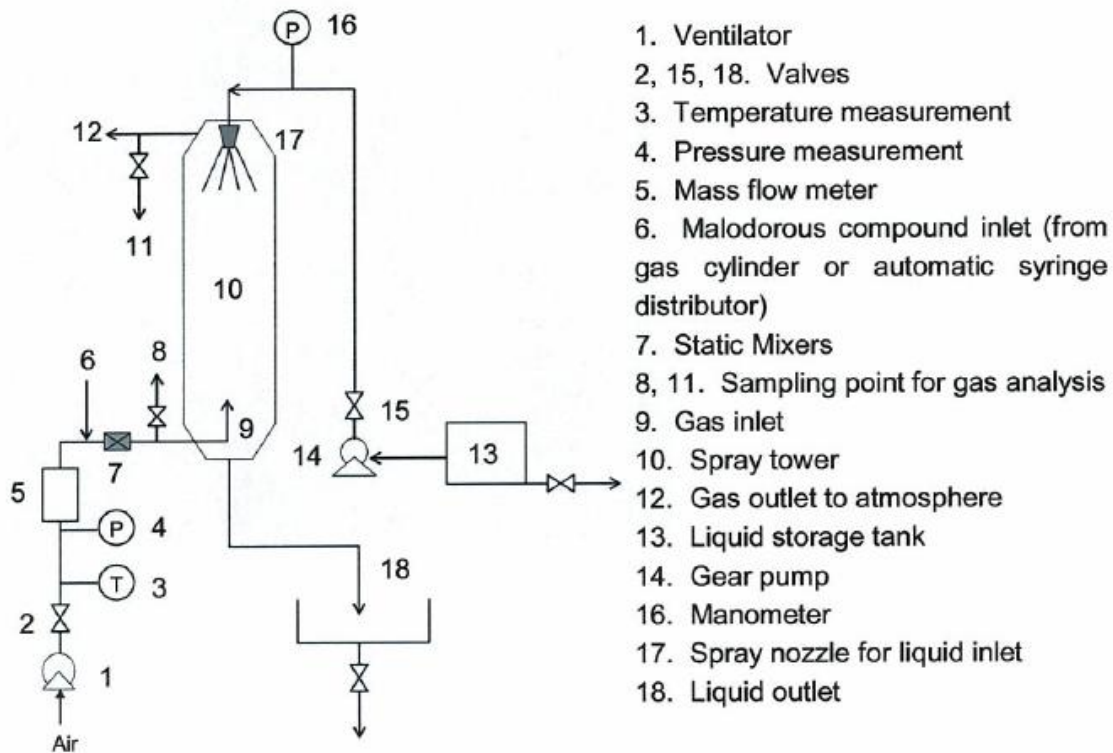 P 16
12
17
11
10
6
8
15
9
14
13
7
5
P 4
18
T 3
2
1
Air
1. Ventilator
2, 15, 18. Valves
3. Temperature measurement
4. Pressure measurement
5. Mass flow meter
6. Malodorous compound inlet (from
gas cylinder or automatic syringe
distributor)
7. Static Mixers
8, 11. Sampling point for gas analysis
9. Gas inlet
10. Spray tower
12. Gas outlet to atmosphere
13. Liquid storage tank
14. Gear pump
16. Manometer
17. Spray nozzle for liquid inlet
18. Liquid outlet